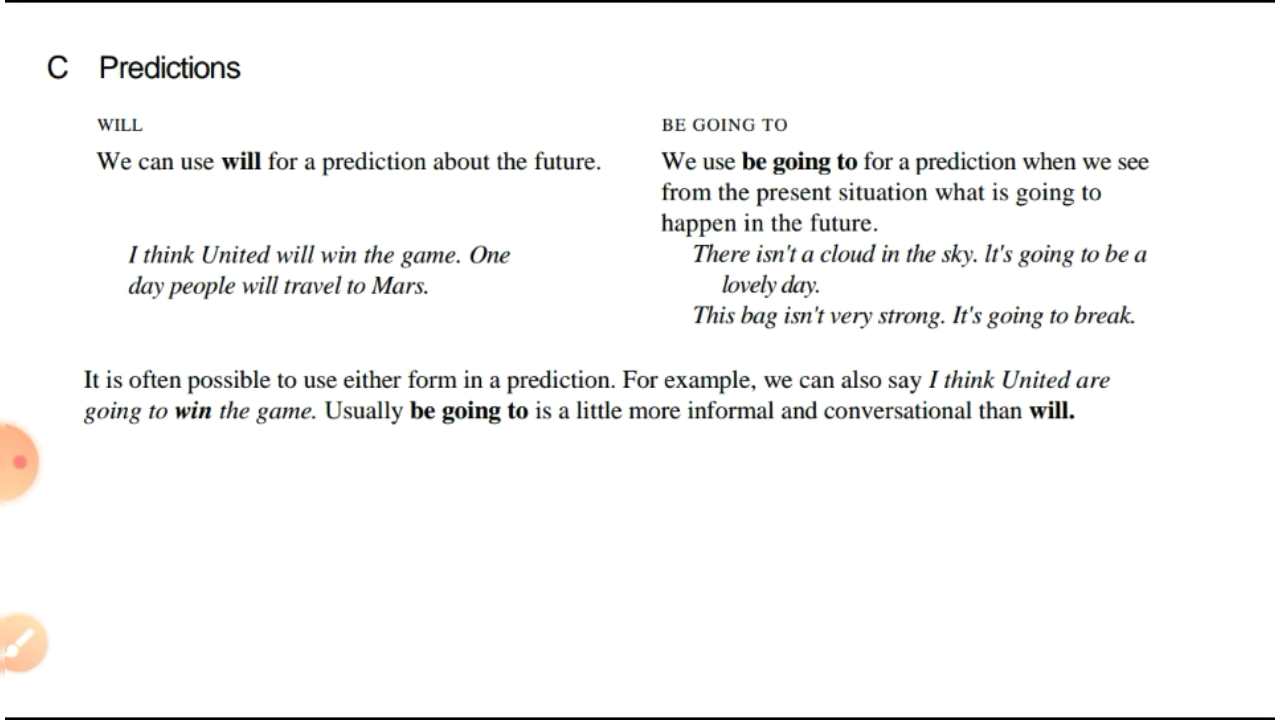 C Predictions
WILL
We can use will for a prediction about the future.
I think United will win the game. One
day people will travel to Mars.
BE GOING TO
We use be going to for a prediction when we see
from the present situation what is going to
happen in the future.
There isn't a cloud in the sky. lt's going to be a
lovely day.
This bag isn't very strong. It's going to break.
It is often possible to use either form in a prediction. For example, we can also say I think United are
going to win the game. Usually be going to is a little more informal and conversational than will.